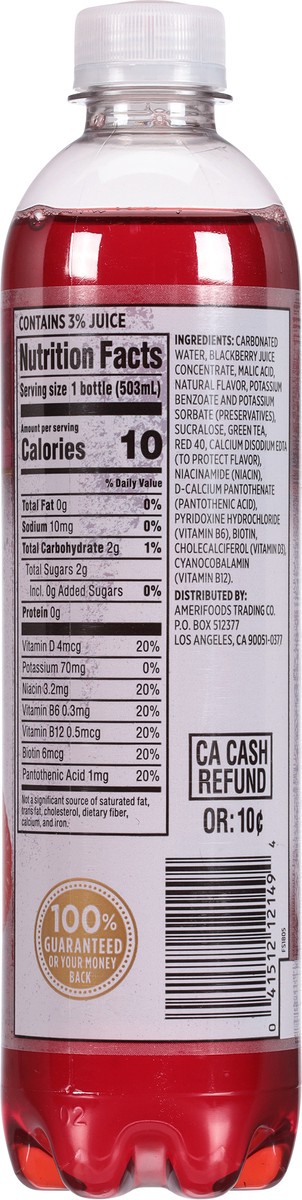 CONTAINS 3% JUICE
Nutrition Facts
Serving size 1 bottle (503mL)
Amount per serving
Calories 10
% Daily Value
Total Fat 0g 0%
Sodium 10mg 0%
Total Carbohydrate 2g 1%
Total Sugars 2g
Incl. 0g Added Sugars 0%
Protein 0g
Vitamin D 4mcg 20%
Potassium 70mg 0%
Niacin 3.2mg 20%
Vitamin B6 0.3mg 20%
Vitamin B12 0.5mcg 20%
Biotin 6mcg 20%
Pantothenic Acid 1mg 20%
Not a significant source of saturated fat,
trans fat, cholesterol, dietary fiber,
calcium, and iron.
INGREDIENTS: CARBONATED
WATER, BLACKBERRY JUICE
CONCENTRATE, MALIC ACID,
NATURAL FLAVOR, POTASSIUM
BENZOATE AND POTASSIUM
SORBATE (PRESERVATIVES),
SUCRALOSE, GREEN TEA,
RED 40, CALCIUM DISODIUM EDTA
(TO PROTECT FLAVOR),
NIACINAMIDE (NIACIN),
D-CALCIUM PANTOTHENATE
(PANTOTHENIC ACID),
PYRIDOXINE HYDROCHLORIDE
(VITAMIN B6), BIOTIN,
CHOLECALCIFEROL (VITAMIN D3),
CYANOCOBALAMIN
(VITAMIN B12).
DISTRIBUTED BY:
AMERIFOODS TRADING CO.
P.O. BOX 512377
LOS ANGELES, CA 90051-0377
CA CASH
REFUND
OR: 10¢
0 41512 12149 4
FS1805
100%
GUARANTEED
OR YOUR MONEY
BACK
02